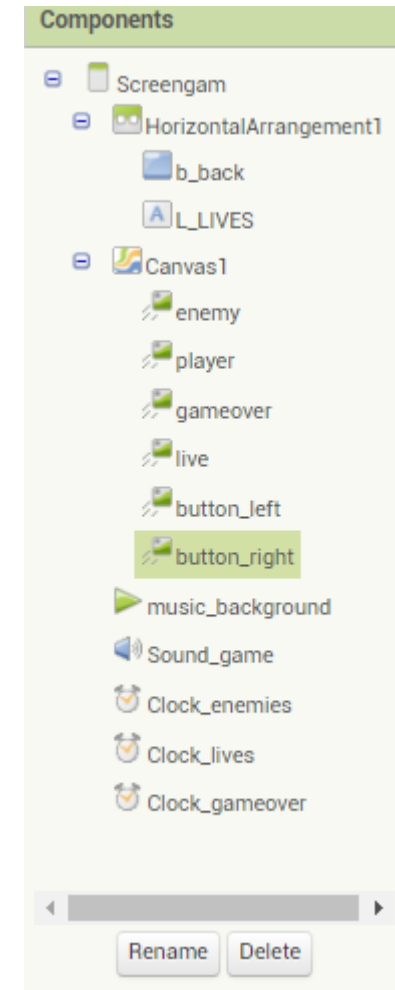 Components
Screengam
HorizontalArrangement1
b_back
A L_LIVES
Canvas1
enemy
player
gameover
live
button_left
button_right
music_background
Sound_game
Clock_enemies
Clock_lives
Clock_gameover
Rename Delete